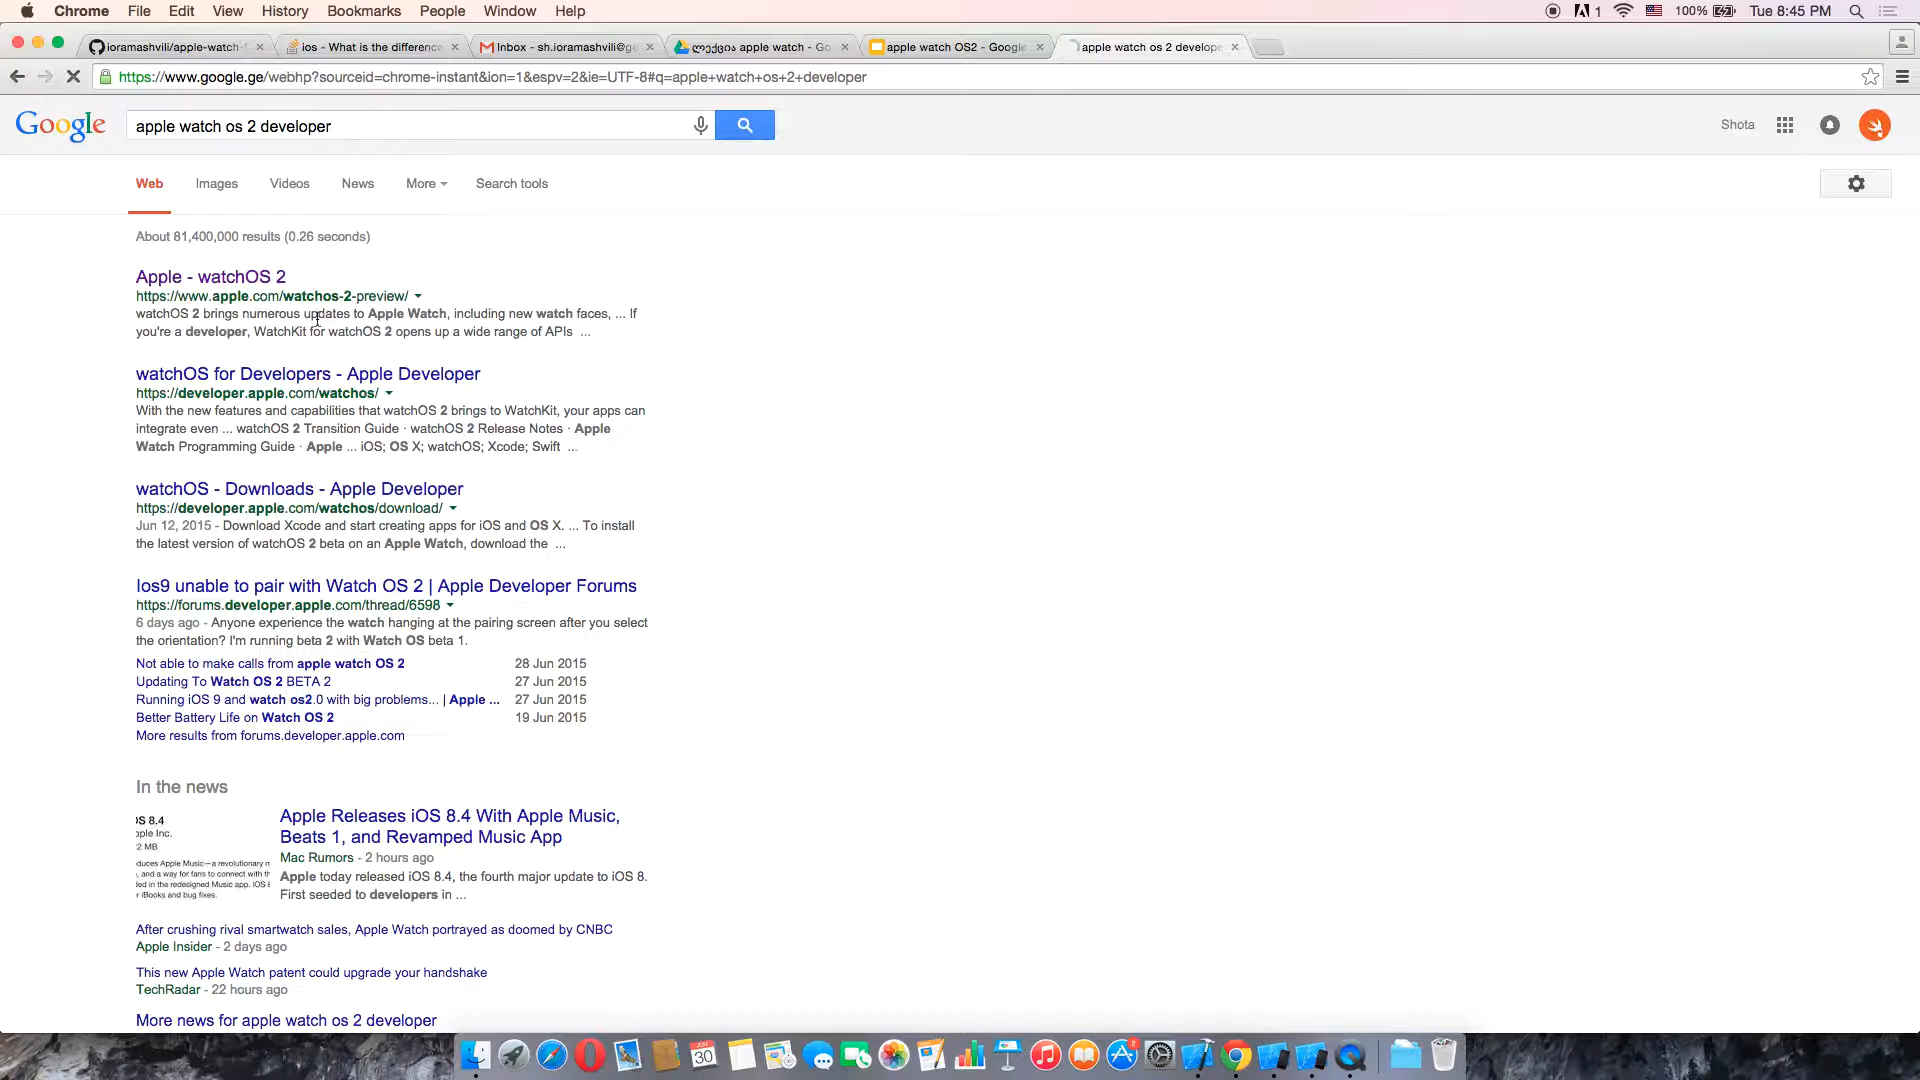 Chrome File Edit View History Bookmarks People Window Help
1 100% Tue 8:45 PM
ioramashvili/apple-watch- ios - What is the difference Inbox - sh.ioramashvili@g ლექცია apple watch - Go apple watch OS2 - Google apple watch os 2 develope
https://www.google.ge/webhp?sourceid=chrome-instant&ion=1&espv=2&ie=UTF-8#q=apple+watch+os+2+developer
Google apple watch os 2 developer Shota
Web Images Videos News More Search tools
About 81,400,000 results (0.26 seconds)
Apple - watchOS 2
https://www.apple.com/watchos-2-preview/
watchOS 2 brings numerous updates to Apple Watch, including new watch faces, ... If
you're a developer, WatchKit for watchOS 2 opens up a wide range of APIs ...
watchOS for Developers - Apple Developer
https://developer.apple.com/watchos/
With the new features and capabilities that watchOS 2 brings to WatchKit, your apps can
integrate even ... watchOS 2 Transition Guide · watchOS 2 Release Notes · Apple
Watch Programming Guide · Apple ... iOS; OS X; watchOS; Xcode; Swift ...
watchOS - Downloads - Apple Developer
https://developer.apple.com/watchos/download/
Jun 12, 2015 - Download Xcode and start creating apps for iOS and OS X. ... To install
the latest version of watchOS 2 beta on an Apple Watch, download the ...
Ios9 unable to pair with Watch OS 2 | Apple Developer Forums
https://forums.developer.apple.com/thread/6598
6 days ago - Anyone experience the watch hanging at the pairing screen after you select
the orientation? I'm running beta 2 with Watch OS beta 1.
Not able to make calls from apple watch OS 2 28 Jun 2015
Updating To Watch OS 2 BETA 2 27 Jun 2015
Running iOS 9 and watch os2.0 with big problems... | Apple ... 27 Jun 2015
Better Battery Life on Watch OS 2 19 Jun 2015
More results from forums.developer.apple.com
In the news
Apple Releases iOS 8.4 With Apple Music,
Beats 1, and Revamped Music App
Mac Rumors - 2 hours ago
Apple today released iOS 8.4, the fourth major update to iOS 8.
First seeded to developers in ...
OS 8.4
ple Inc.
2 MB
duces Apple Music—a revolutionary m
, and a way for fans to connect with th
ed in the redesigned Music app. iOS 8
r iBooks and bug fixes.
After crushing rival smartwatch sales, Apple Watch portrayed as doomed by CNBC
Apple Insider - 2 days ago
This new Apple Watch patent could upgrade your handshake
TechRadar - 22 hours ago
More news for apple watch os 2 developer
JUN
30